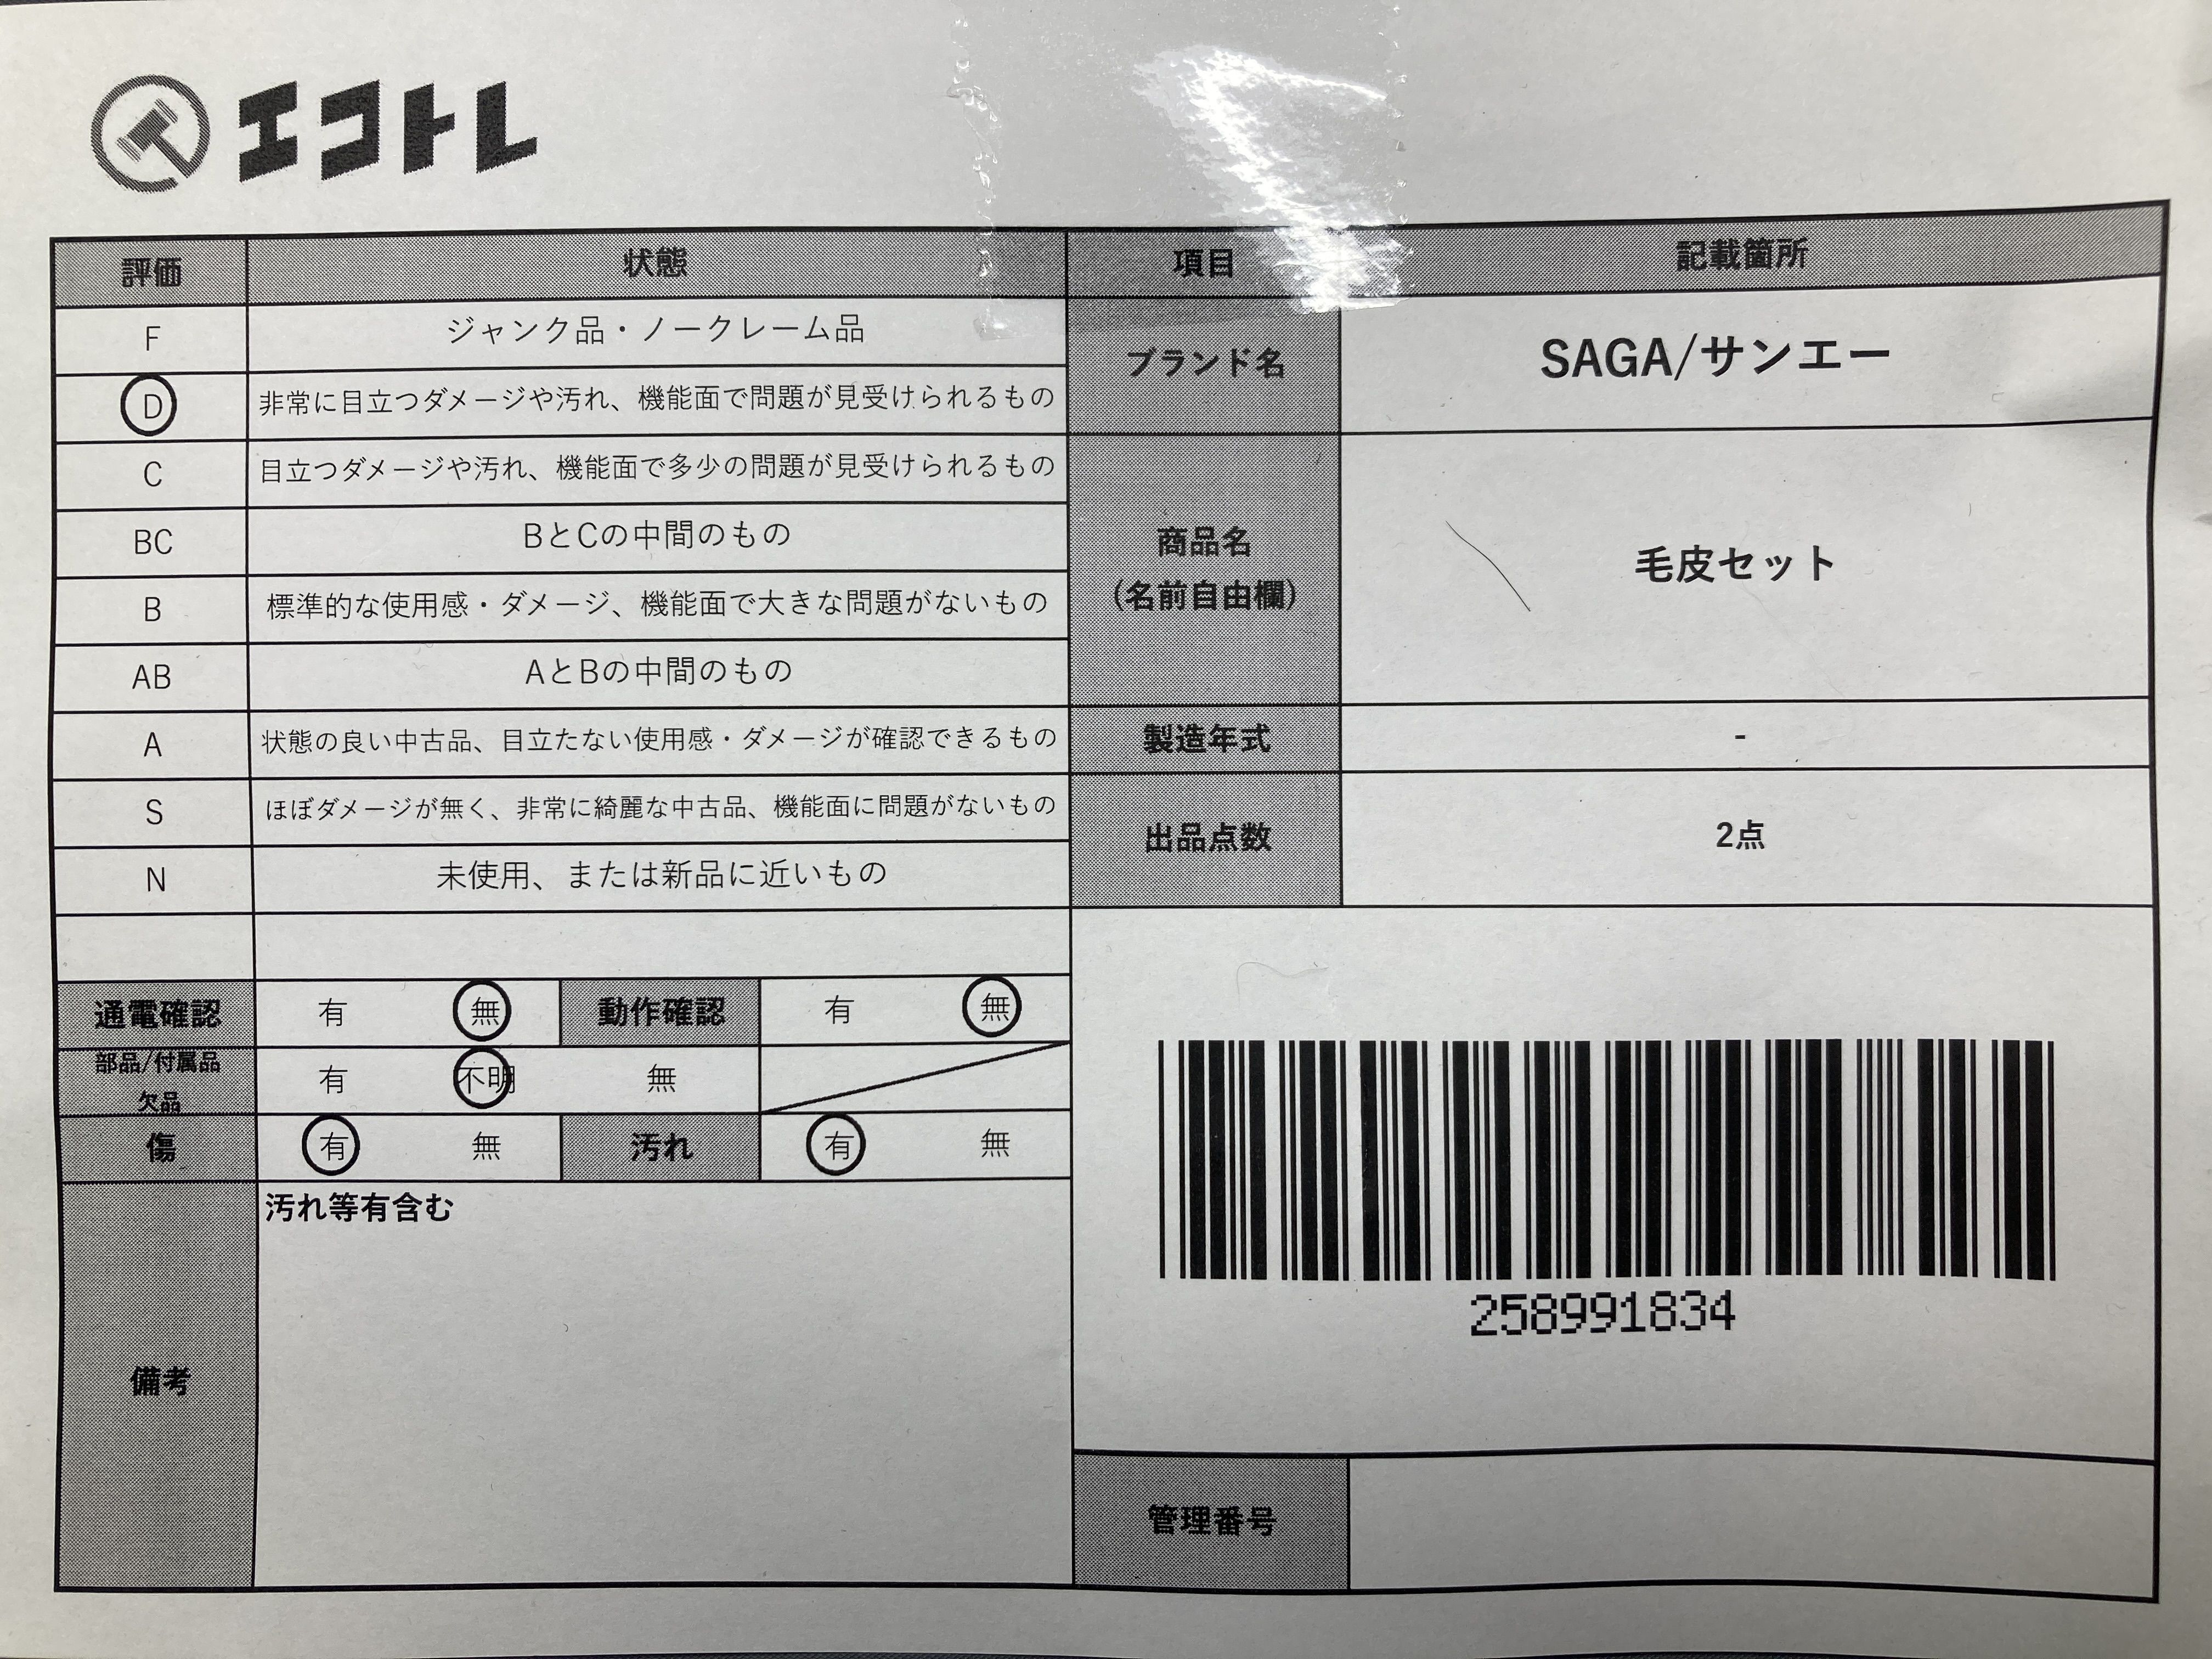 エコトレ
評価 状態 項目 記載箇所
F ジャンク品・ノークレーム品
D 非常に目立つダメージや汚れ、機能面で問題が見受けられるもの
ブランド名 SAGA/サンエー
C 目立つダメージや汚れ、機能面で多少の問題が見受けられるもの
BC BとCの中間のもの
B 標準的な使用感・ダメージ、機能面で大きな問題がないもの
商品名
(名前自由欄)
毛皮セット
AB AとBの中間のもの
A 状態の良い中古品、目立たない使用感・ダメージが確認できるもの
製造年式 -
S ほぼダメージが無く、非常に綺麗な中古品、機能面に問題がないもの
出品点数 2点
N 未使用、または新品に近いもの
通電確認 有 無 動作確認 有 無
部品/付属品
欠品
有 不明 無
傷 有 無 汚れ 有 無
備考
汚れ等有含む
258991834
管理番号